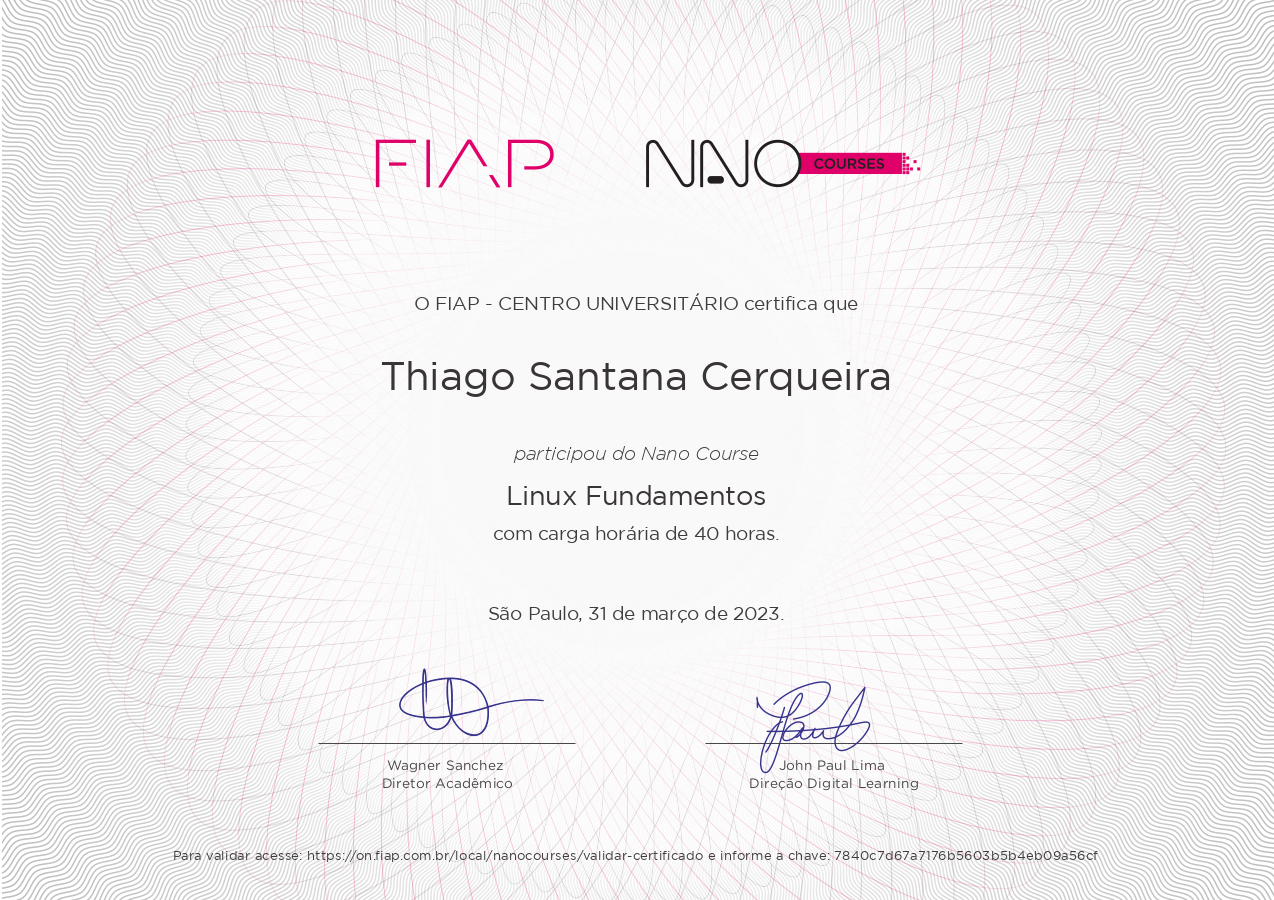 FIAP NANO COURSES
O FIAP - CENTRO UNIVERSITÁRIO certifica que
Thiago Santana Cerqueira
participou do Nano Course
Linux Fundamentos
com carga horária de 40 horas.
São Paulo, 31 de março de 2023.
Wagner Sanchez
Diretor Acadêmico
John Paul Lima
Direção Digital Learning
Para validar acesse: https://on.fiap.com.br/local/nanocourses/validar-certificado e informe a chave: 7840c7d67a7176b5603b5b4eb09a56cf